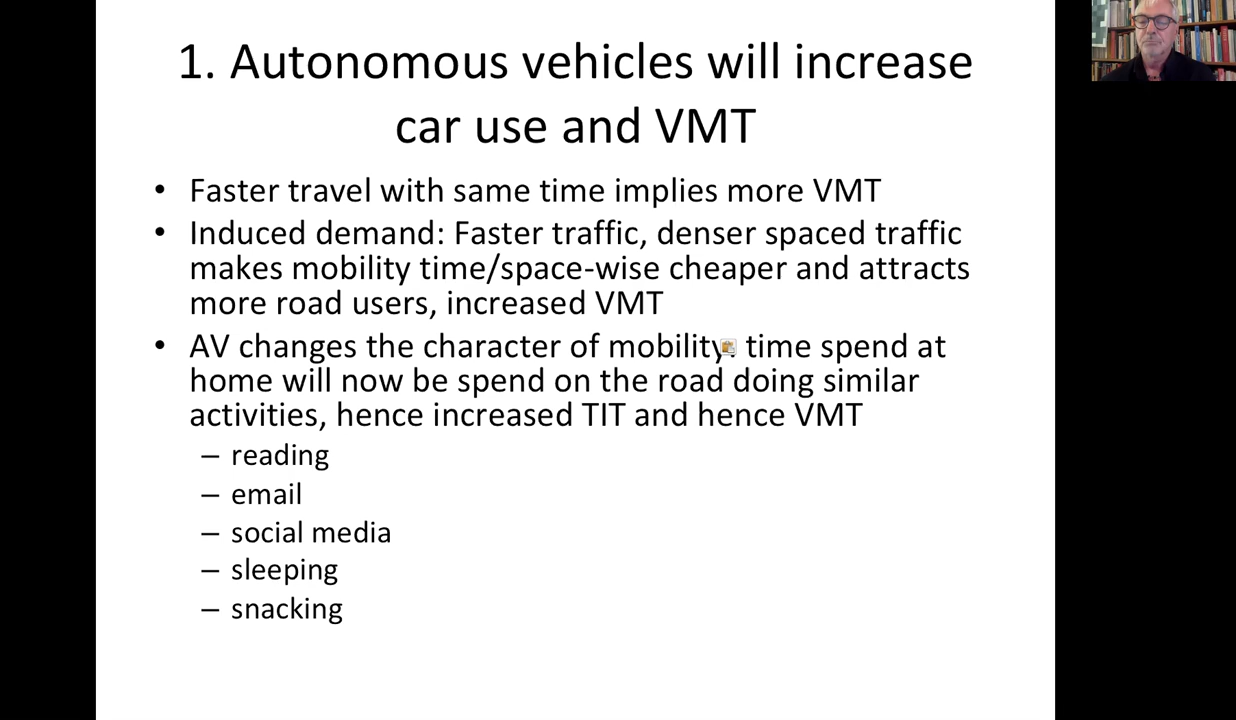 1. Autonomous vehicles will increase
car use and VMT
• Faster travel with same time implies more VMT
• Induced demand: Faster traffic, denser spaced traffic
makes mobility time/space-wise cheaper and attracts
more road users, increased VMT
• AV changes the character of mobility: time spend at
home will now be spend on the road doing similar
activities, hence increased TIT and hence VMT
– reading
– email
– social media
– sleeping
– snacking